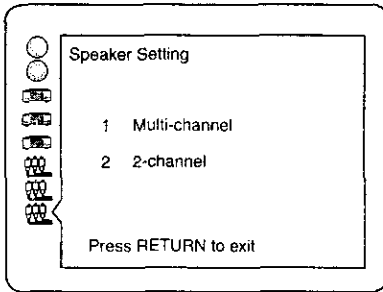 Speaker Setting
1 Multi-channel
2 2-channel
Press RETURN to exit